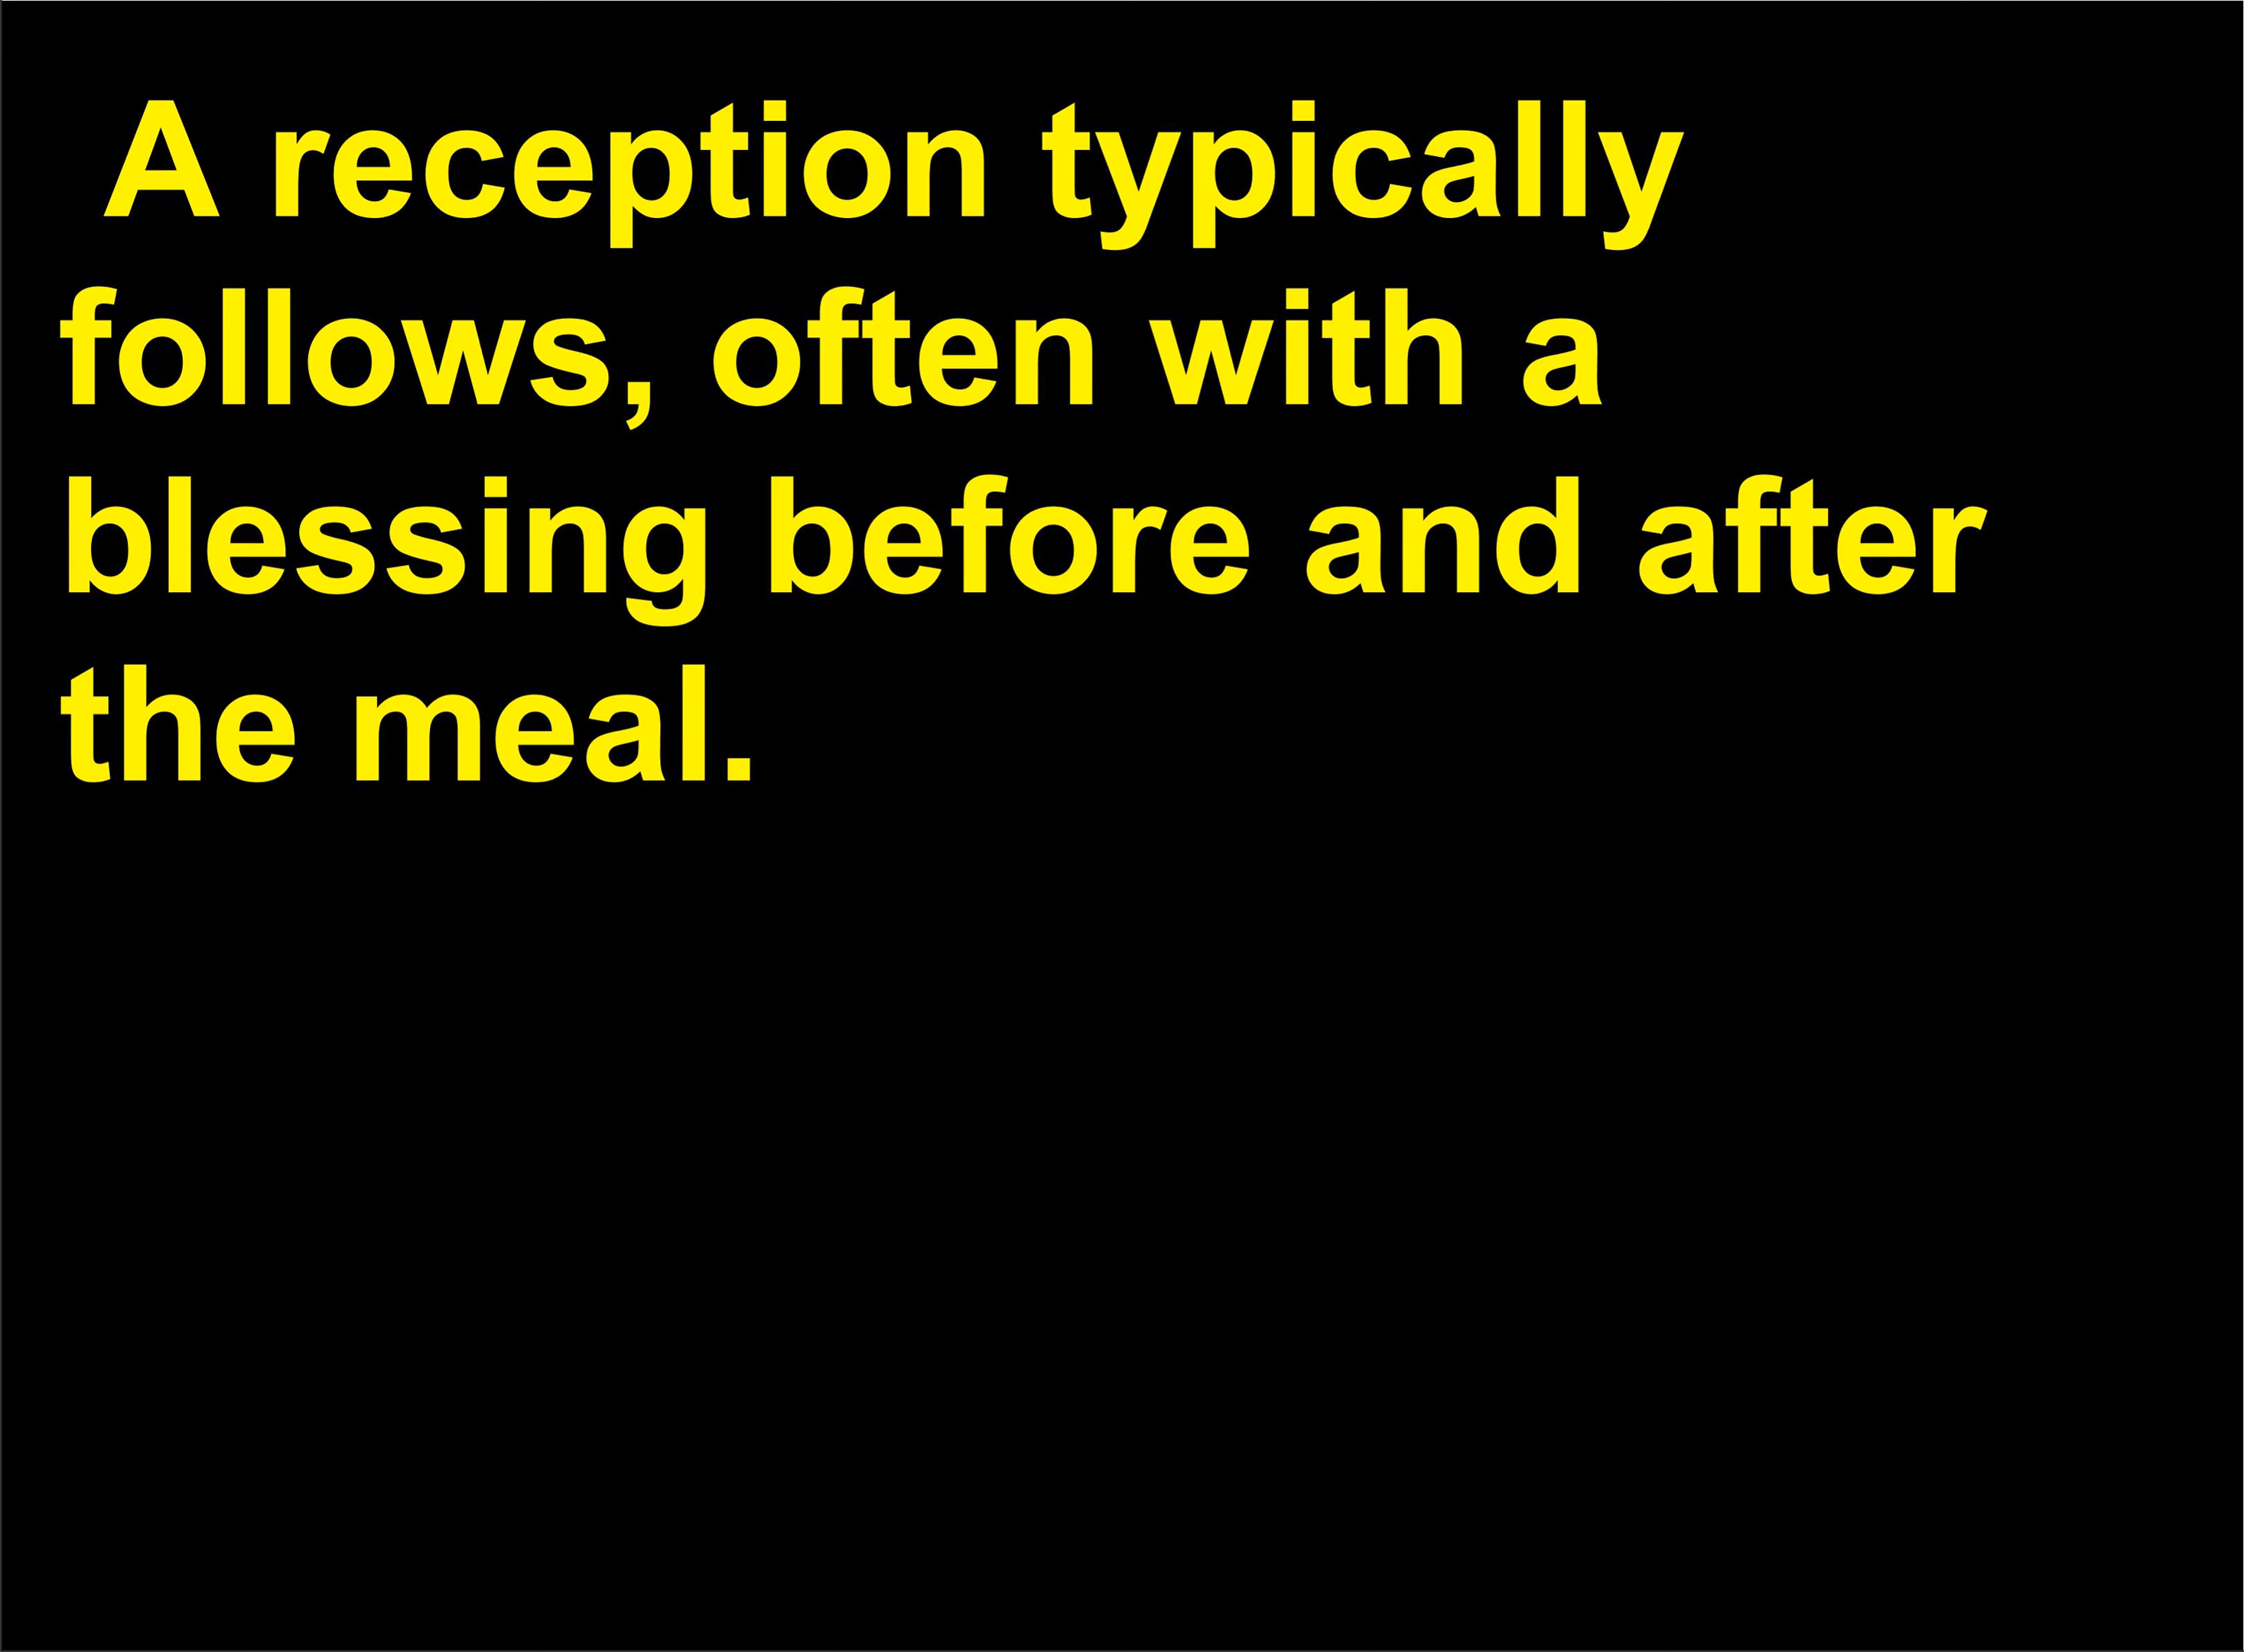 A reception typically
follows, often with a
blessing before and after
the meal.